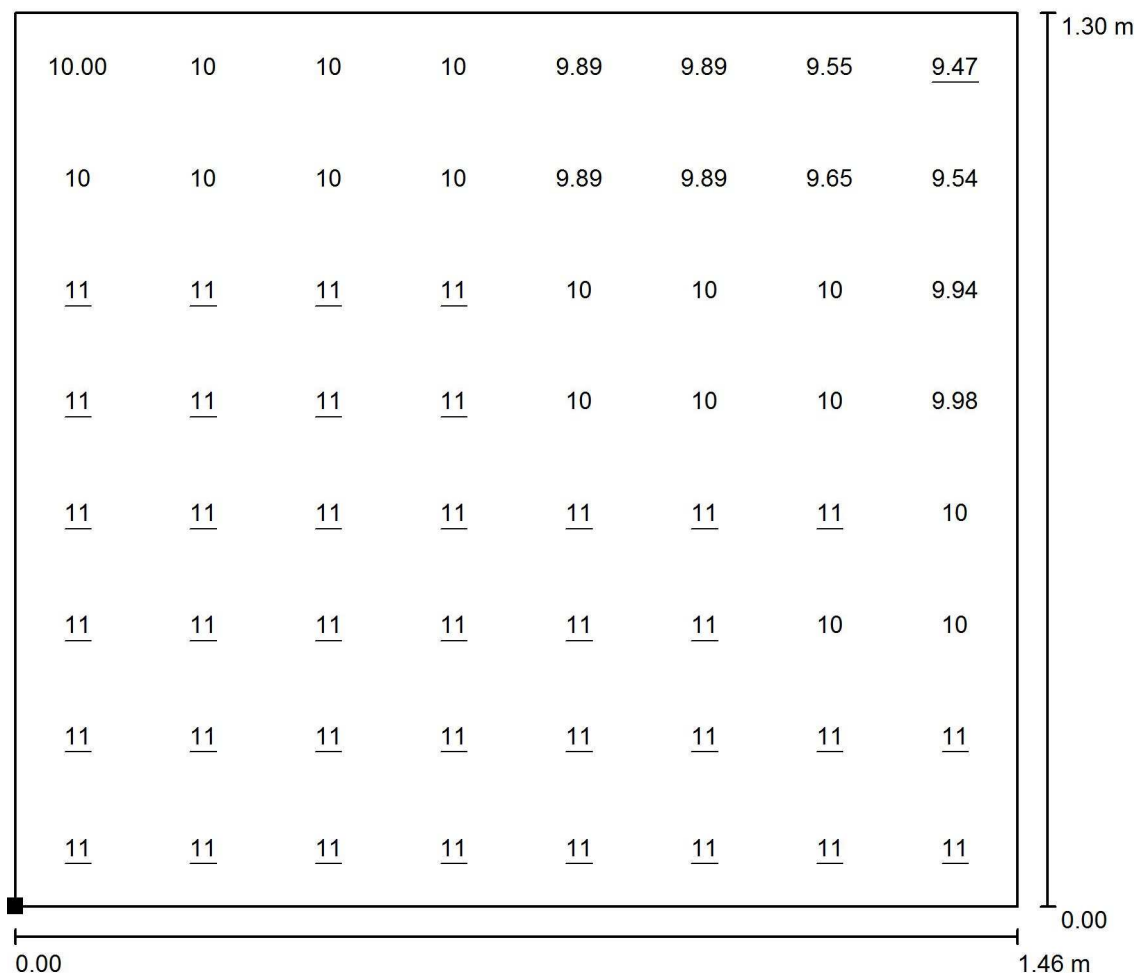 1.30 m
10.00 10 10 10 9.89 9.89 9.55 9.47
10 10 10 10 9.89 9.89 9.65 9.54
11 11 11 11 10 10 10 9.94
11 11 11 11 10 10 10 9.98
11 11 11 11 11 11 11 10
11 11 11 11 11 11 10 10
11 11 11 11 11 11 11 11
11 11 11 11 11 11 11 11
0.00
0.00 1.46 m